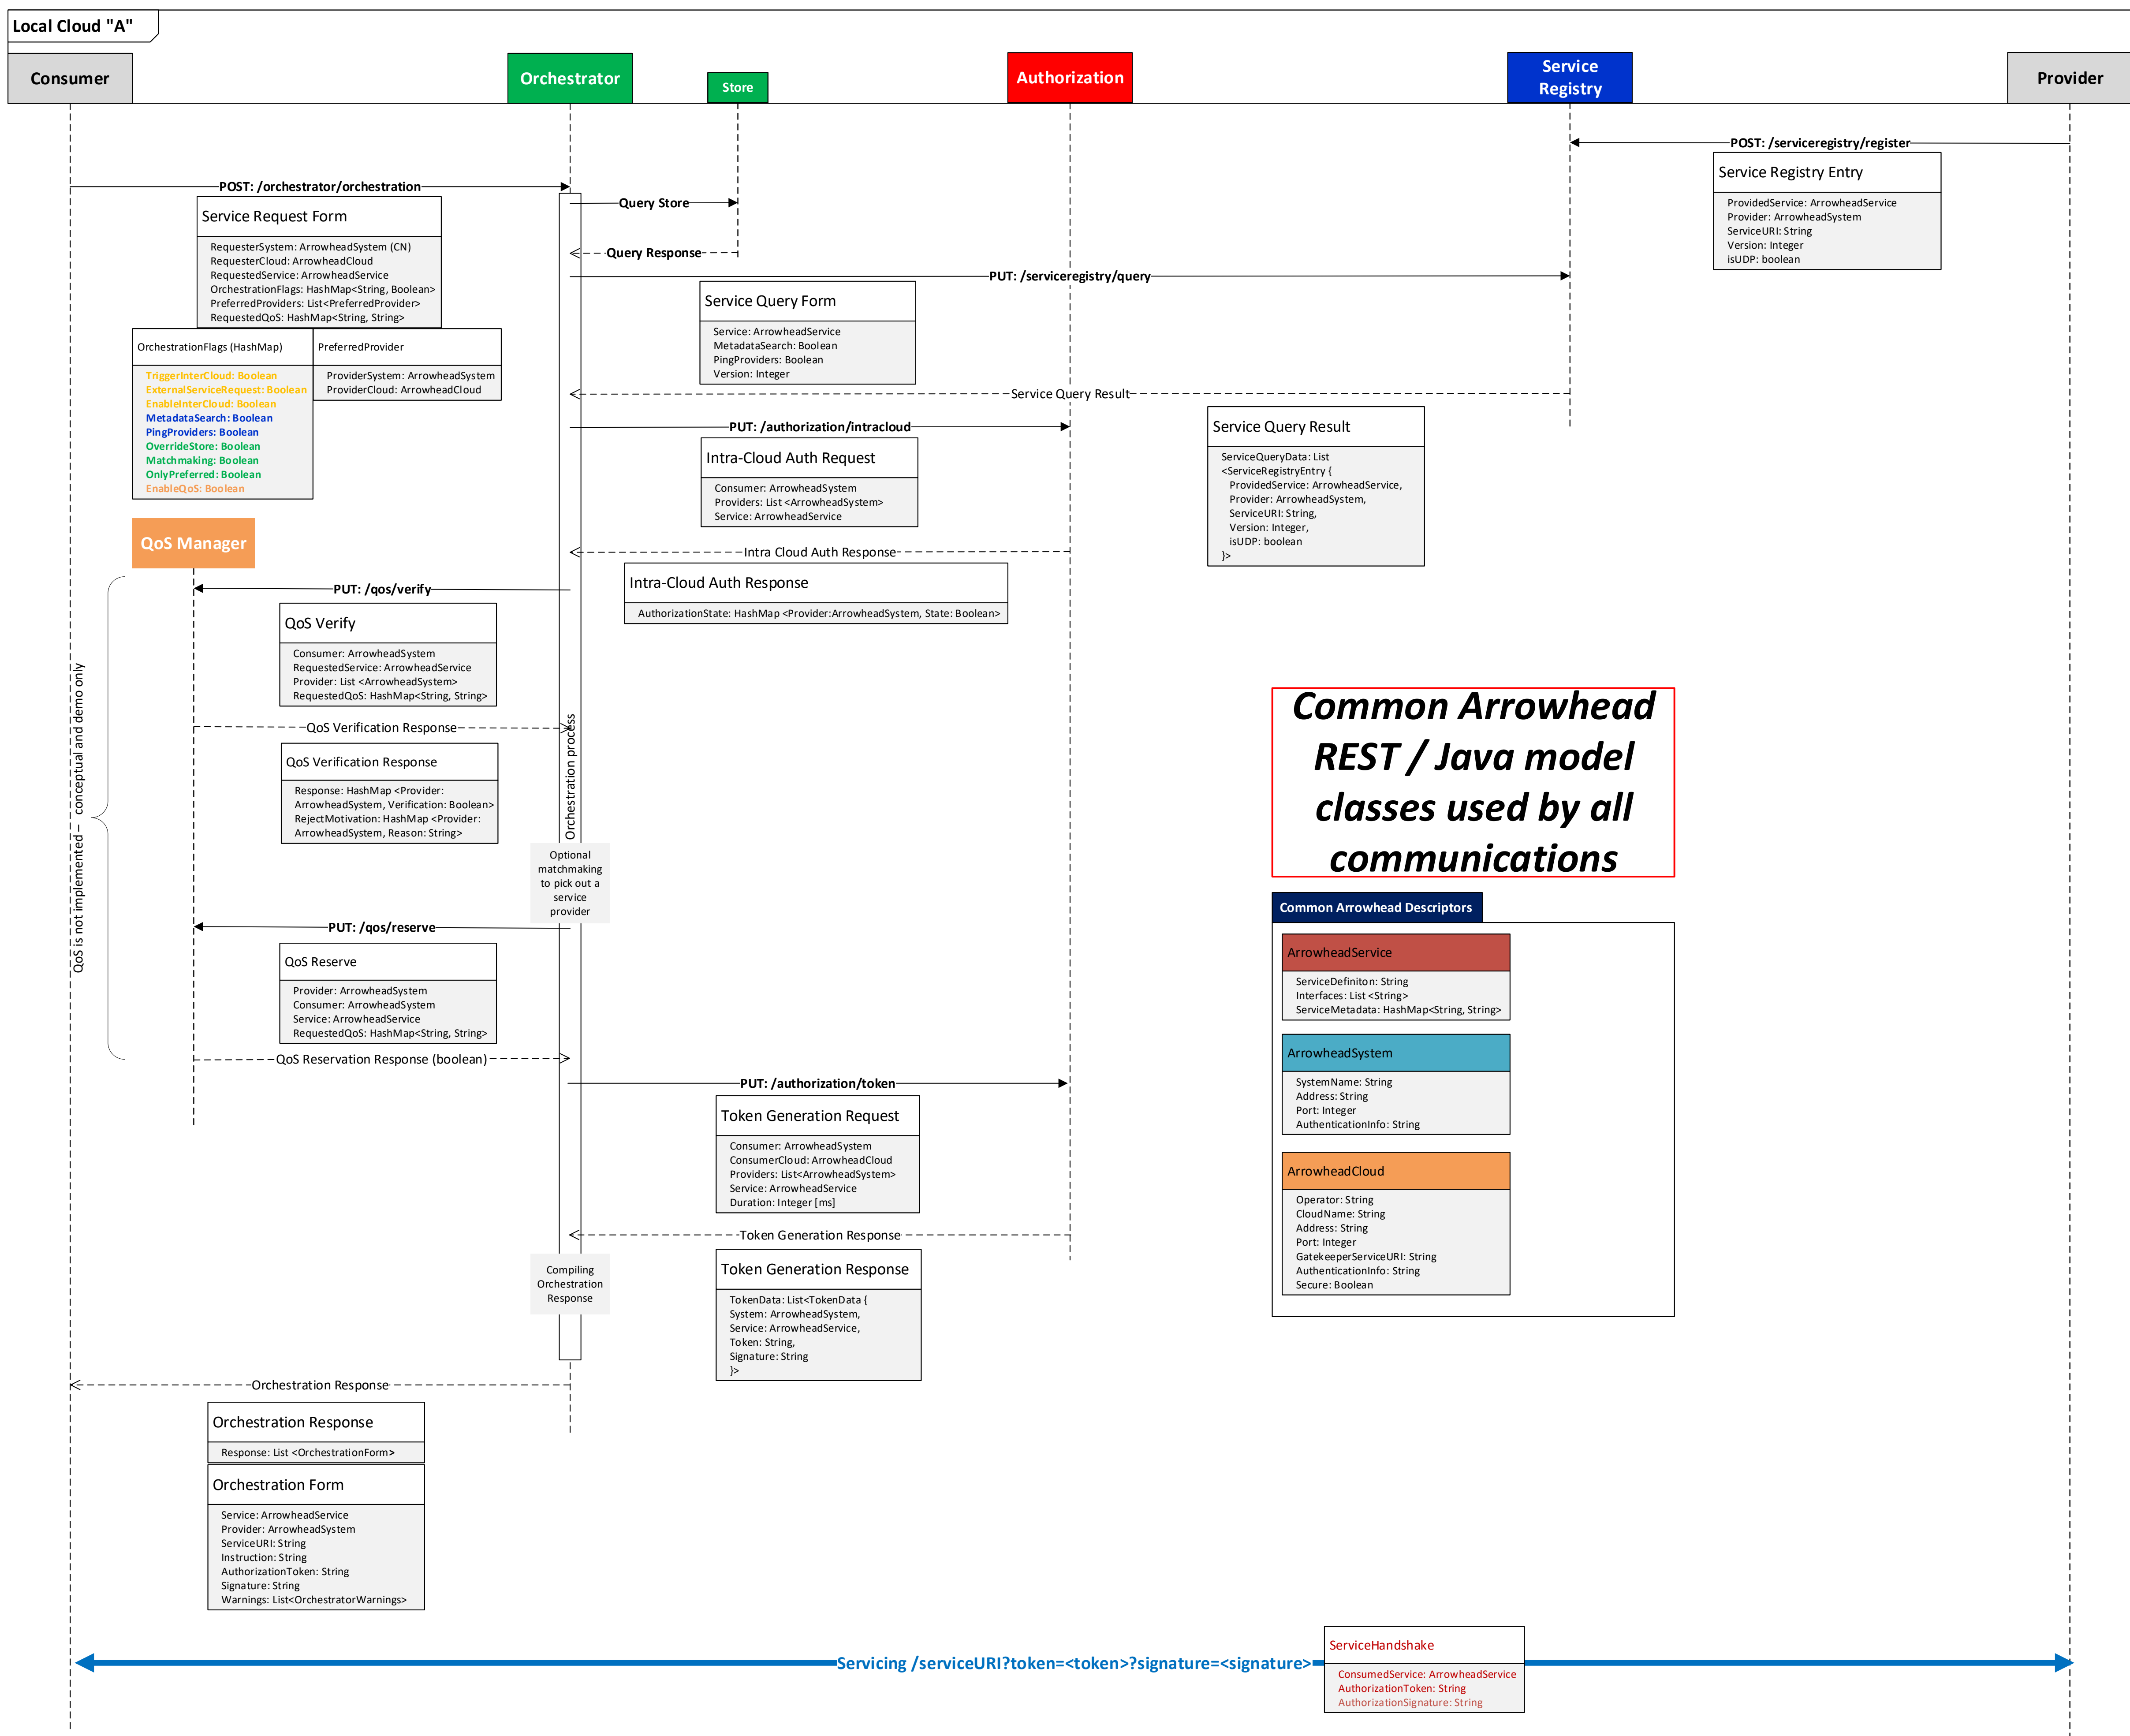 Local Cloud "A"
Consumer
Orchestrator
Store
Authorization
Service
Registry
Provider
POST: /serviceregistry/register
Service Registry Entry
ProvidedService: ArrowheadService
Provider: ArrowheadSystem
ServiceURI: String
Version: Integer
isUDP: boolean
POST: /orchestrator/orchestration
Service Request Form
RequesterSystem: ArrowheadSystem (CN)
RequesterCloud: ArrowheadCloud
RequestedService: ArrowheadService
OrchestrationFlags: HashMap<String, Boolean>
PreferredProviders: List<PreferredProvider>
RequestedQoS: HashMap<String, String>
OrchestrationFlags (HashMap)
TriggerInterCloud: Boolean
ExternalServiceRequest: Boolean
EnableInterCloud: Boolean
MetadataSearch: Boolean
PingProviders: Boolean
OverrideStore: Boolean
Matchmaking: Boolean
OnlyPreferred: Boolean
EnableQoS: Boolean
PreferredProvider
ProviderSystem: ArrowheadSystem
ProviderCloud: ArrowheadCloud
Query Store
Query Response
PUT: /serviceregistry/query
Service Query Form
Service: ArrowheadService
MetadataSearch: Boolean
PingProviders: Boolean
Version: Integer
Service Query Result
Service Query Result
ServiceQueryData: List
<ServiceRegistryEntry {
ProvidedService: ArrowheadService,
Provider: ArrowheadSystem,
ServiceURI: String,
Version: Integer,
isUDP: boolean
}>
PUT: /authorization/intracloud
Intra-Cloud Auth Request
Consumer: ArrowheadSystem
Providers: List <ArrowheadSystem>
Service: ArrowheadService
Intra Cloud Auth Response
Intra-Cloud Auth Response
AuthorizationState: HashMap <Provider:ArrowheadSystem, State: Boolean>
QoS Manager
QoS is not implemented – conceptual and demo only
PUT: /qos/verify
QoS Verify
Consumer: ArrowheadSystem
RequestedService: ArrowheadService
Provider: List <ArrowheadSystem>
RequestedQoS: HashMap<String, String>
QoS Verification Response
QoS Verification Response
Response: HashMap <Provider:
ArrowheadSystem, Verification: Boolean>
RejectMotivation: HashMap <Provider:
ArrowheadSystem, Reason: String>
Orchestration process
Optional
matchmaking
to pick out a
service
provider
PUT: /qos/reserve
QoS Reserve
Provider: ArrowheadSystem
Consumer: ArrowheadSystem
Service: ArrowheadService
RequestedQoS: HashMap<String, String>
QoS Reservation Response (boolean)
Common Arrowhead
REST / Java model
classes used by all
communications
Common Arrowhead Descriptors
ArrowheadService
ServiceDefiniton: String
Interfaces: List <String>
ServiceMetadata: HashMap<String, String>
ArrowheadSystem
SystemName: String
Address: String
Port: Integer
AuthenticationInfo: String
ArrowheadCloud
Operator: String
CloudName: String
Address: String
Port: Integer
GatekeeperServiceURI: String
AuthenticationInfo: String
Secure: Boolean
PUT: /authorization/token
Token Generation Request
Consumer: ArrowheadSystem
ConsumerCloud: ArrowheadCloud
Providers: List<ArrowheadSystem>
Service: ArrowheadService
Duration: Integer [ms]
Token Generation Response
Token Generation Response
TokenData: List<TokenData {
System: ArrowheadSystem,
Service: ArrowheadService,
Token: String,
Signature: String
}>
Compiling
Orchestration
Response
Orchestration Response
Orchestration Response
Response: List <OrchestrationForm>
Orchestration Form
Service: ArrowheadService
Provider: ArrowheadSystem
ServiceURI: String
Instruction: String
AuthorizationToken: String
Signature: String
Warnings: List<OrchestratorWarnings>
Servicing /serviceURI?token=<token>?signature=<signature>
ServiceHandshake
ConsumedService: ArrowheadService
AuthorizationToken: String
AuthorizationSignature: String